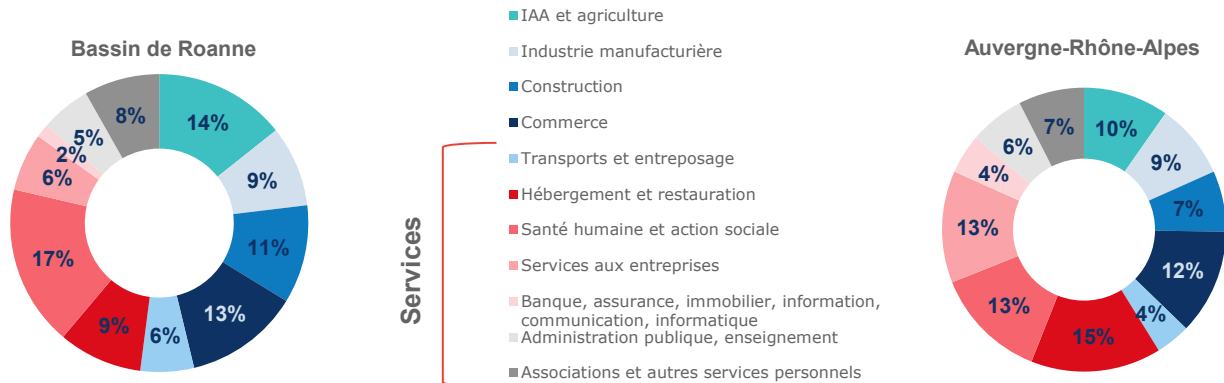 Bassin de Roanne
14%
9%
11%
13%
6%
9%
17%
6%
2%
5%
8%
Services
IAA et agriculture
Industrie manufacturière
Construction
Commerce
Transports et entreposage
Hébergement et restauration
Santé humaine et action sociale
Services aux entreprises
Banque, assurance, immobilier, information,
communication, informatique
Administration publique, enseignement
Associations et autres services personnels
Auvergne-Rhône-Alpes
10%
9%
7%
12%
4%
15%
13%
13%
4%
6%
7%